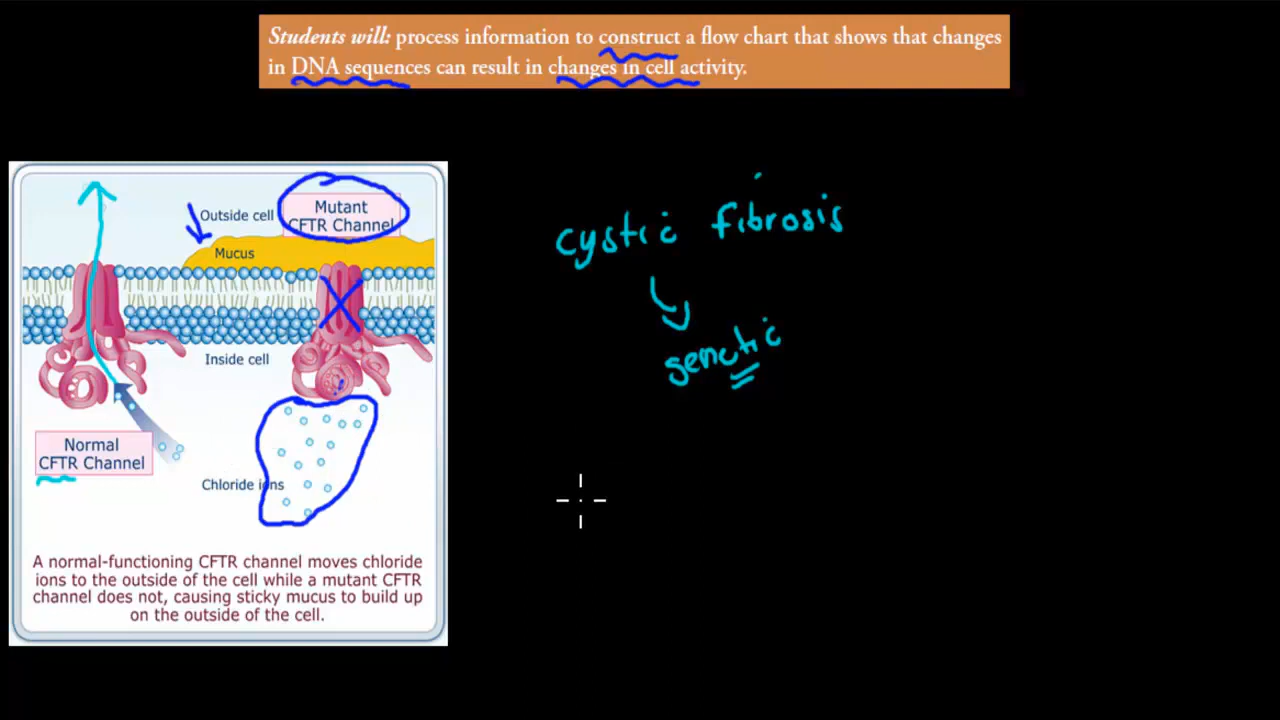 Students will: process information to construct a flow chart that shows that changes
in DNA sequences can result in changes in cell activity.
Outside cell
Mutant
CFTR Channel
Mucus
Inside cell
Normal
CFTR Channel
Chloride ions
A normal-functioning CFTR channel moves chloride
ions to the outside of the cell while a mutant CFTR
channel does not, causing sticky mucus to build up
on the outside of the cell.
cystic fibrosis
genetic